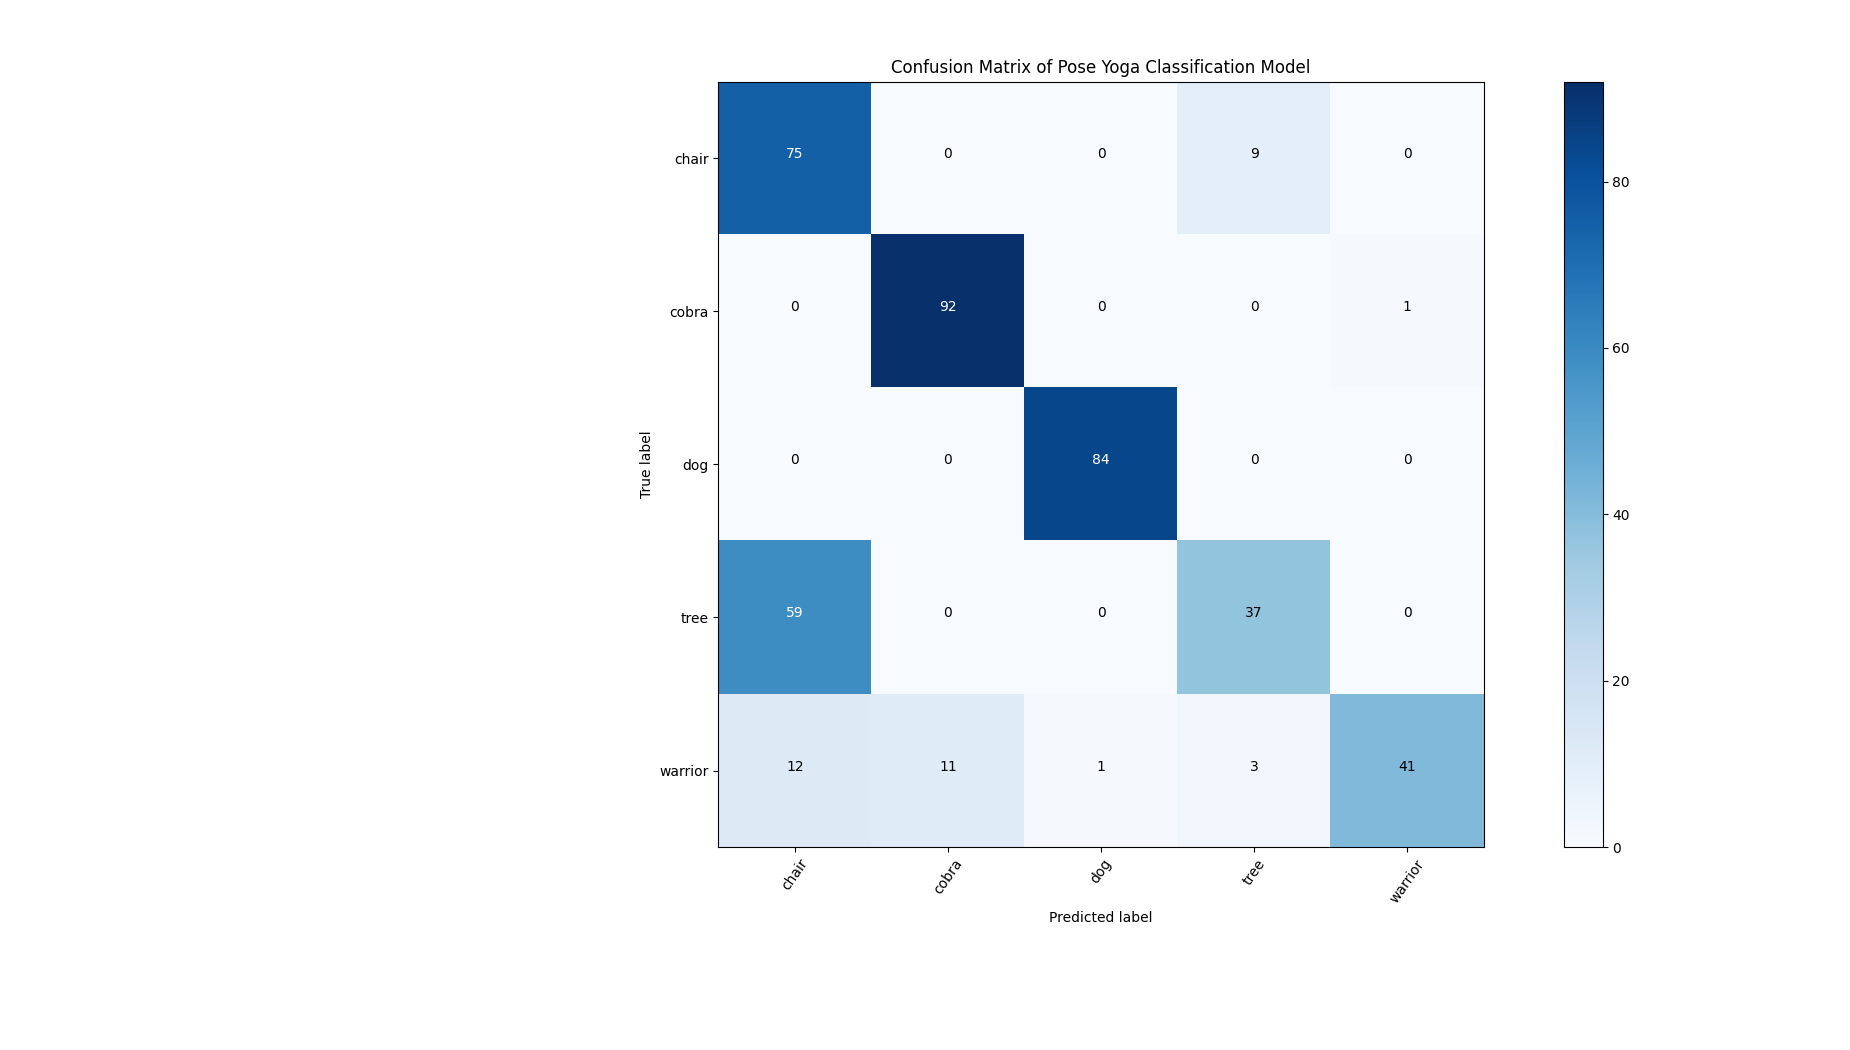 Confusion Matrix of Pose Yoga Classification Model
chair 75 0 0 9 0
cobra 0 92 0 0 1
dog 0 0 84 0 0
tree 59 0 0 37 0
warrior 12 11 1 3 41
chair cobra dog tree warrior
True label
Predicted label
80
60
40
20
0